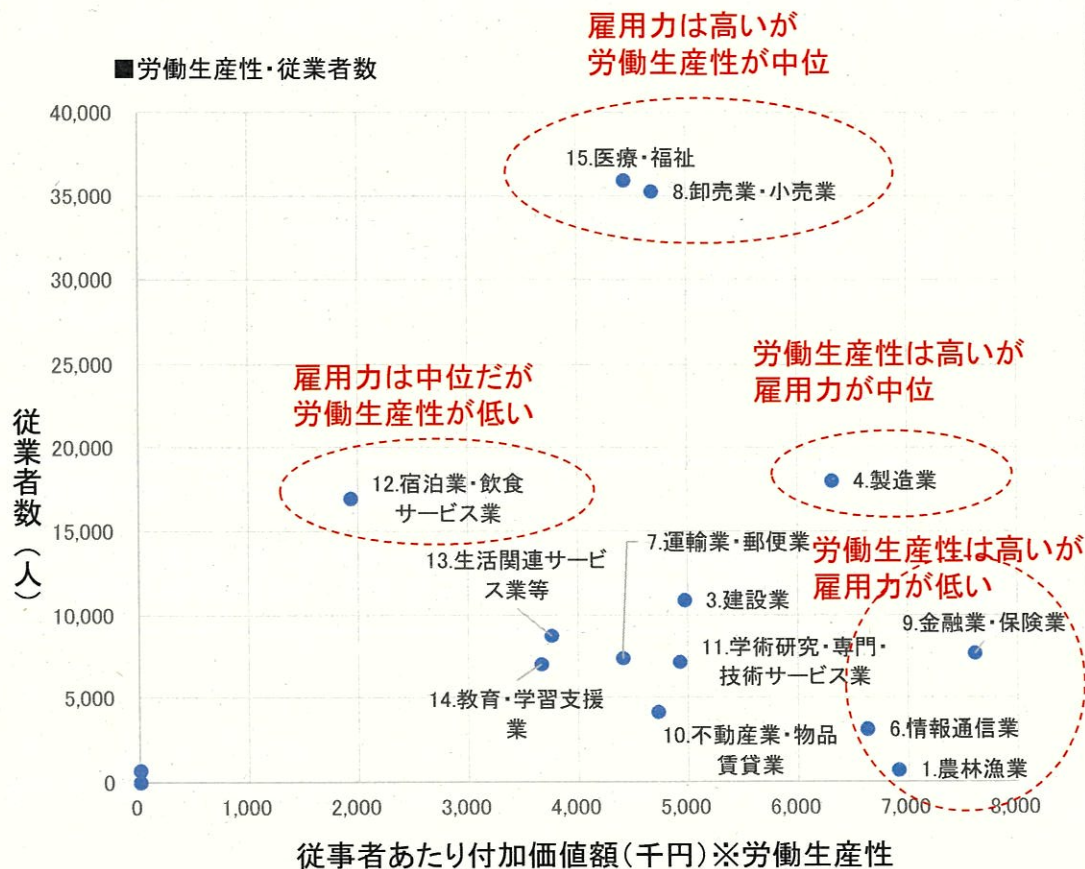 雇用力は高いが
労働生産性が中位
■労働生産性・従業者数
40,000
35,000
30,000
25,000
20,000
15,000
10,000
5,000
0
従業者数（人）
15.医療・福祉
8.卸売業・小売業
労働生産性は高いが
雇用力が中位
雇用力は中位だが
労働生産性が低い
12.宿泊業・飲食
サービス業
4.製造業
7.運輸業・郵便業
労働生産性は高いが
雇用力が低い
13.生活関連サービ
ス業等
3.建設業
9.金融業・保険業
11.学術研究・専門・
技術サービス業
14.教育・学習支援
業
10.不動産業・物品
賃貸業
6.情報通信業
1.農林漁業
0
1,000
2,000
3,000
4,000
5,000
6,000
7,000
8,000
従事者あたり付加価値額（千円）※労働生産性